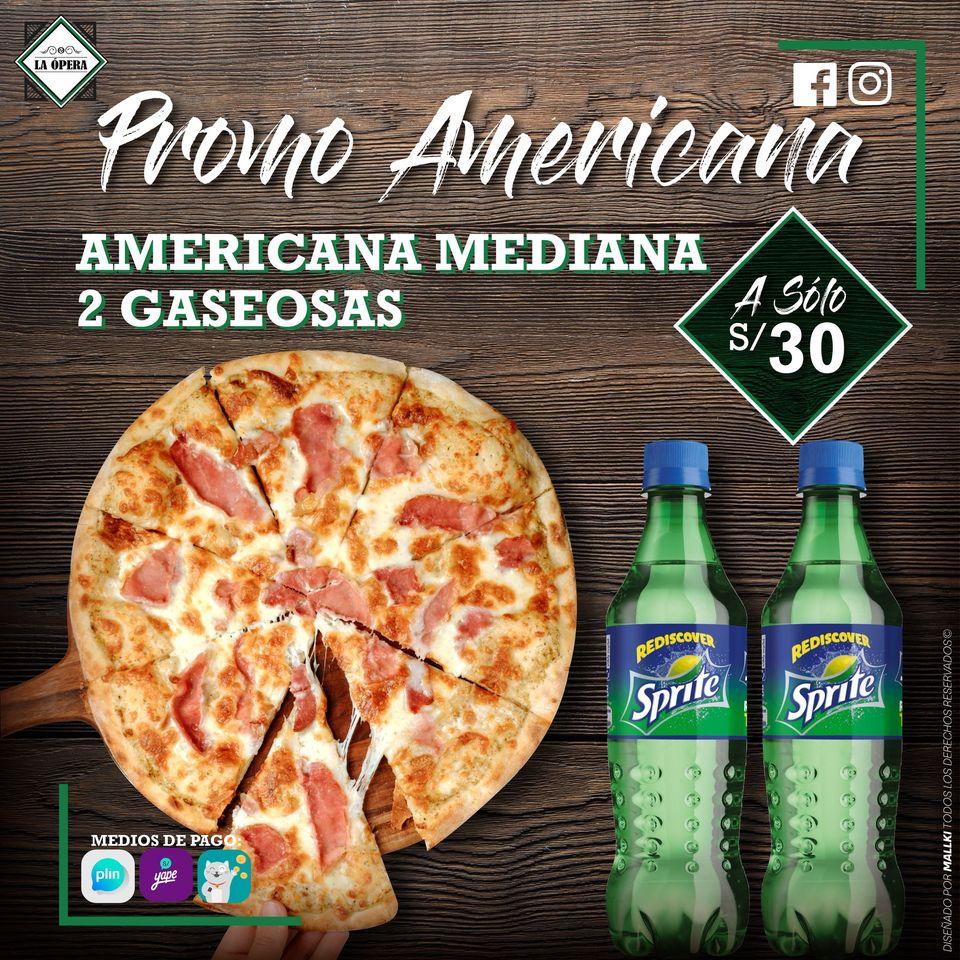 LA ÓPERA
Promo Americana
AMERICANA MEDIANA
2 GASEOSAS
A Sólo
S/30
REDISCOVER
Sprite
REDISCOVER
Sprite
MEDIOS DE PAGO:
plin
yape
DISEÑADO POR MALLKI TODOS LOS DERECHOS RESERVADOS©